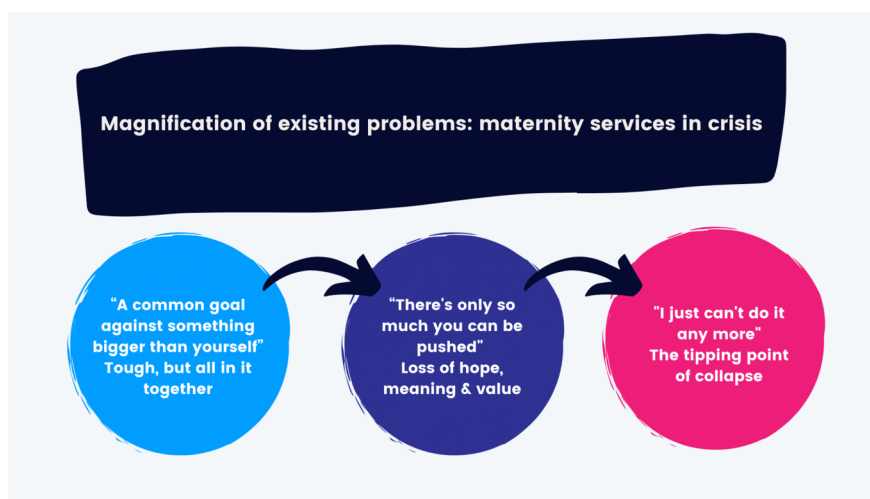 Magnification of existing problems: maternity services in crisis
“A common goal
against something
bigger than yourself”
Tough, but all in it
together
“There's only so
much you can be
pushed"
Loss of hope,
meaning & value
"I just can't do it
any more"
The tipping point
of collapse